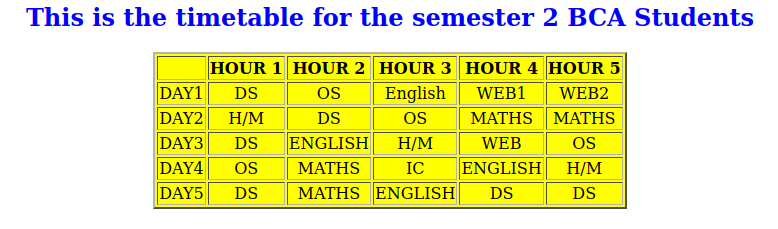 This is the timetable for the semester 2 BCA Students
HOUR 1 HOUR 2 HOUR 3 HOUR 4 HOUR 5
DAY1 DS OS English WEB1 WEB2
DAY2 H/M DS OS MATHS MATHS
DAY3 DS ENGLISH H/M WEB OS
DAY4 OS MATHS IC ENGLISH H/M
DAY5 DS MATHS ENGLISH DS DS